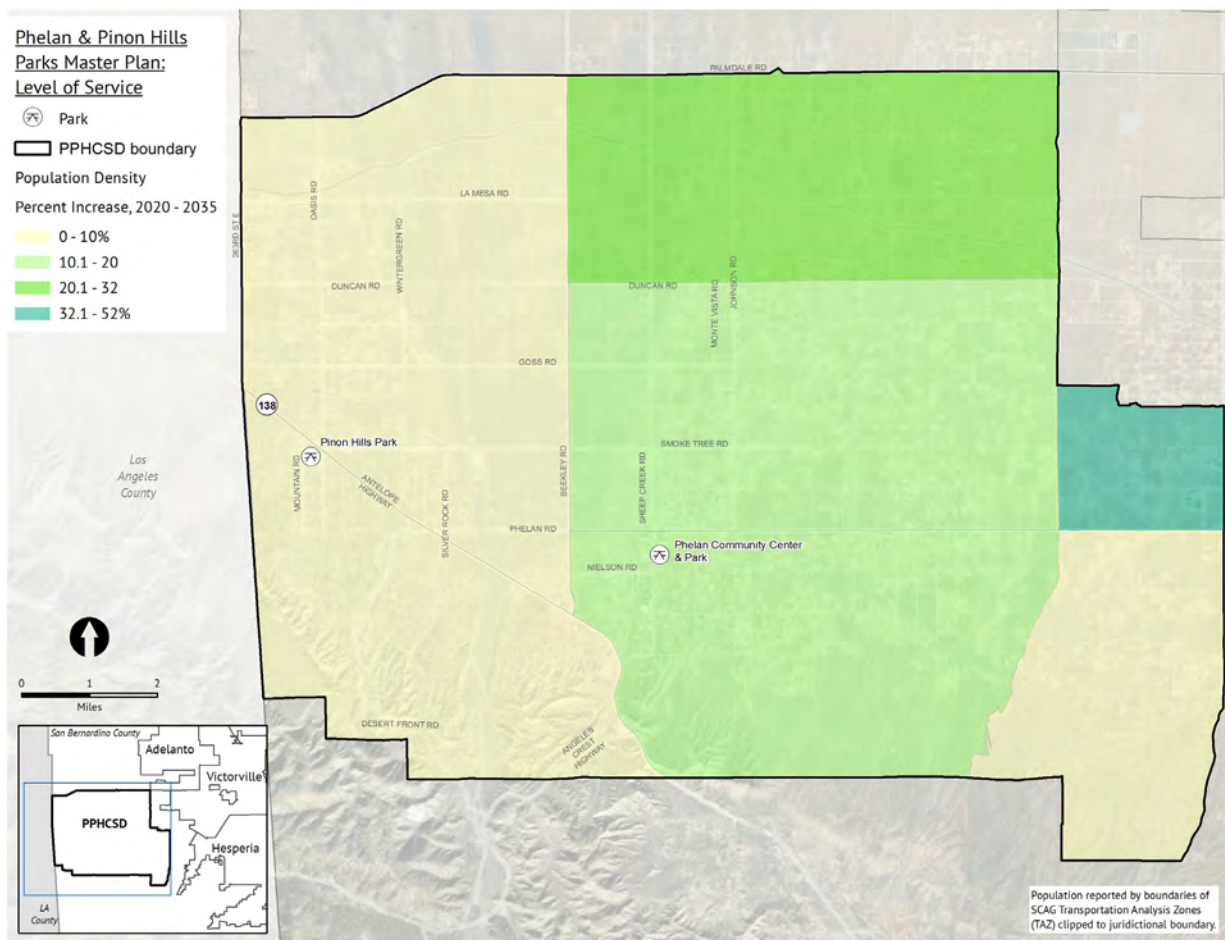 Phelan & Pinon Hills
Parks Master Plan:
Level of Service
Park
PPHCSD boundary
Population Density
Percent Increase, 2020 - 2035
0 - 10%
10.1 - 20
20.1 - 32
32.1 - 52%
PALMDALE RD
263RD ST E
OASIS RD
LA MESA RD
WINTERGREEN RD
DUNCAN RD
DUNCAN RD
MONTE VISTA RD
JOHNSON RD
GOSS RD
138
Pinon Hills Park
SMOKE TREE RD
Los
Angeles
County
MOUNTAIN RD
ANTELOPE
HIGHWAY
SILVER ROCK RD
BEEKLEY RD
SHEEP CREEK RD
PHELAN RD
Phelan Community Center
& Park
NIELSON RD
0 1 2
Miles
DESERT FRONT RD
ANGELES
CREST
HIGHWAY
San Bernardino County
Adelanto
Victorville
PPHCSD
Hesperia
LA
County
Population reported by boundaries of
SCAG Transportation Analysis Zones
(TAZ) clipped to juridictional boundary.